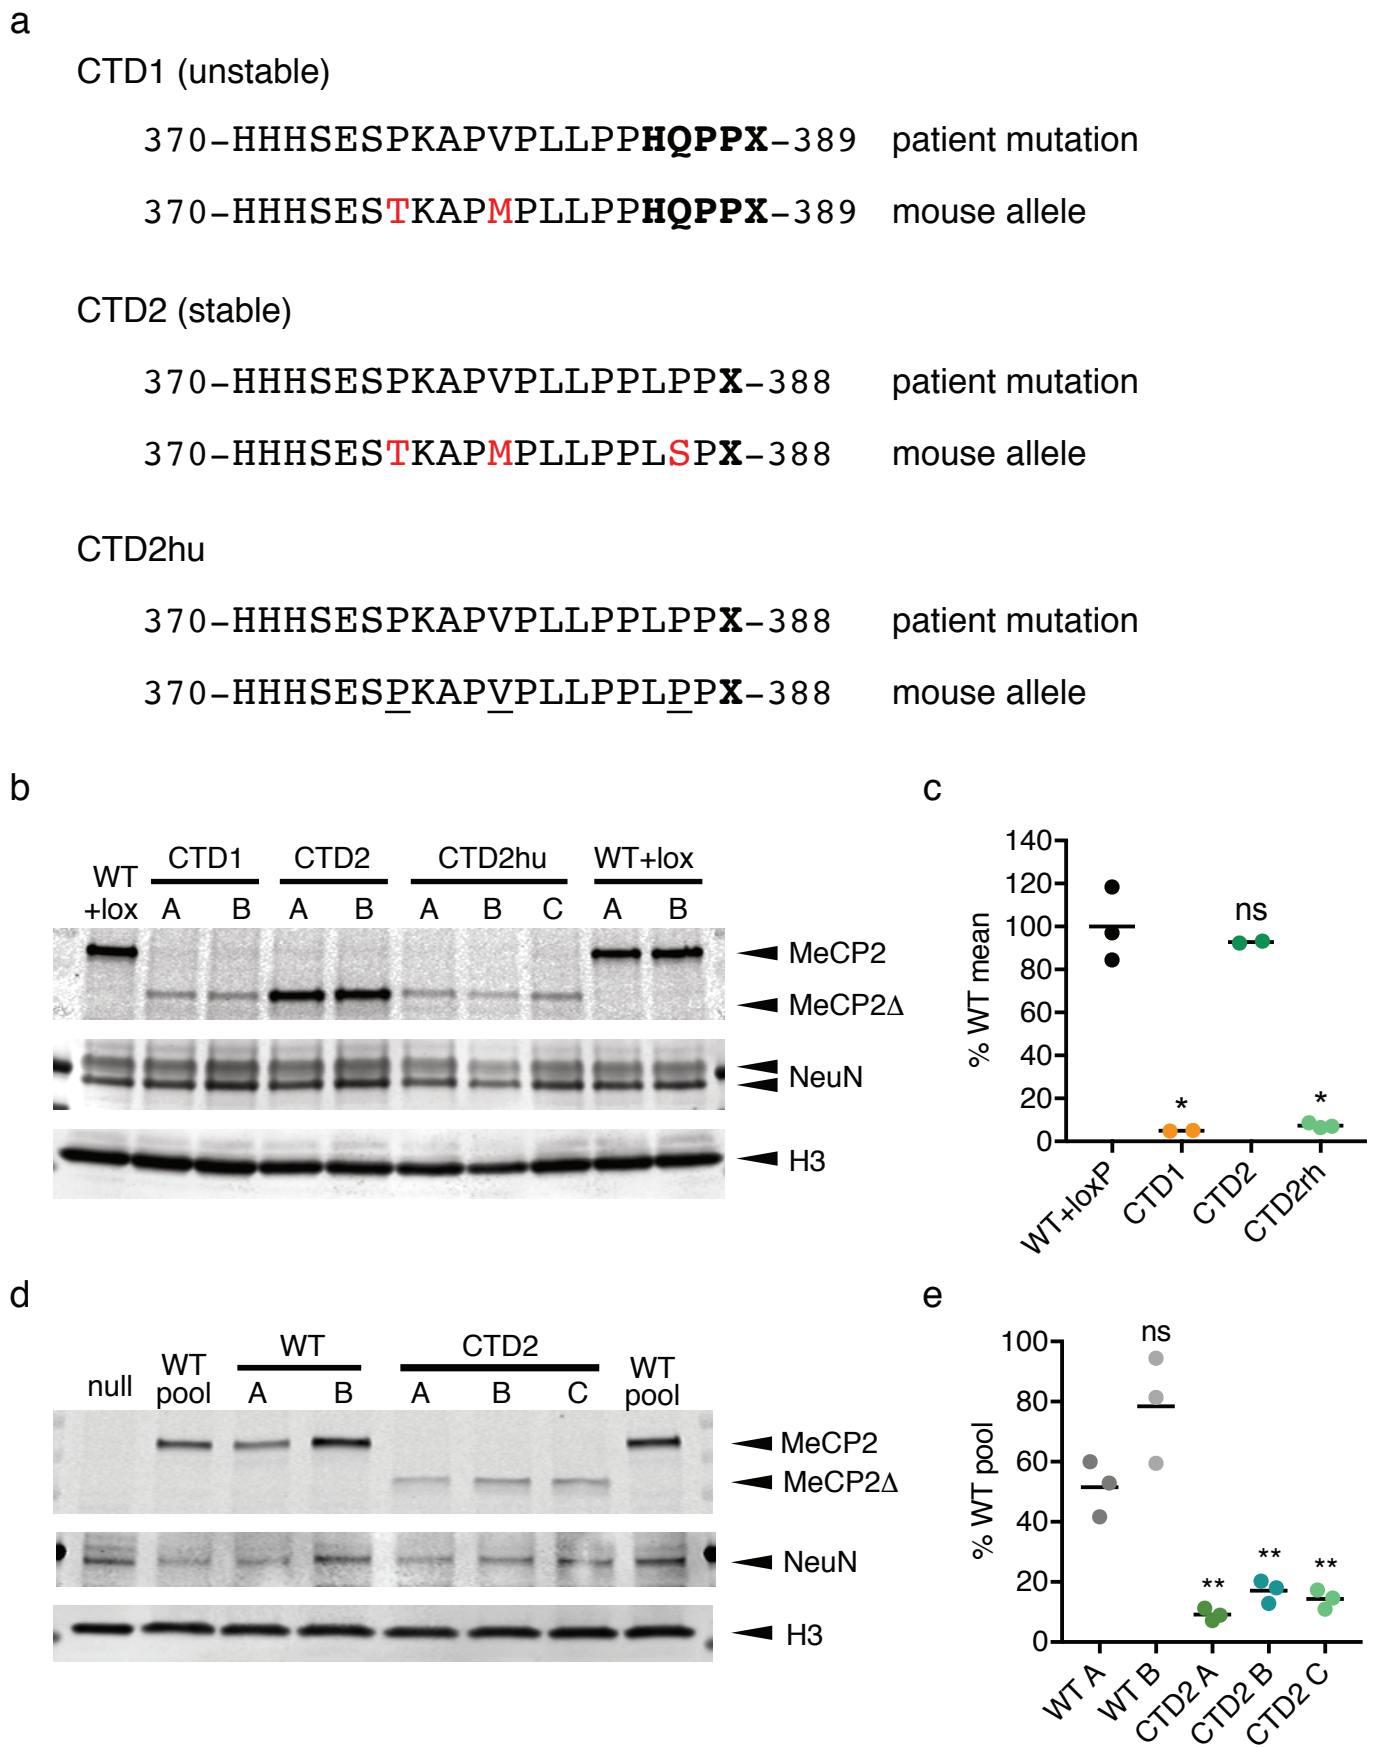 a
CTD1 (unstable)
370-HHHSESPKAPVPLLPPHQPPX-389 patient mutation
370-HHHSESTKAPMPLLPPHQPPX-389 mouse allele
CTD2 (stable)
370-HHHSESPKAPVPLLPPLPPX-388 patient mutation
370-HHHSESTKAPMPLLPPLSPX-388 mouse allele
CTD2hu
370-HHHSESPKAPVPLLPPLPPX-388 patient mutation
370-HHHSESPKAPVPLLPPLPPX-388 mouse allele
b
WT +lox
CTD1 CTD2 CTD2hu WT+lox
A B A B A B C A B
MeCP2
MeCP2Δ
NeuN
H3
c
% WT mean
140
120
100
80
60
40
20
0
*
ns
*
WT+loxP CTD1 CTD2 CTD2rh
d
null
WT pool
WT CTD2
A B A B C
WT pool
MeCP2
MeCP2Δ
NeuN
H3
e
% WT pool
100
80
60
40
20
0
ns
**
**
**
WT A WT B CTD2 A CTD2 B CTD2 C